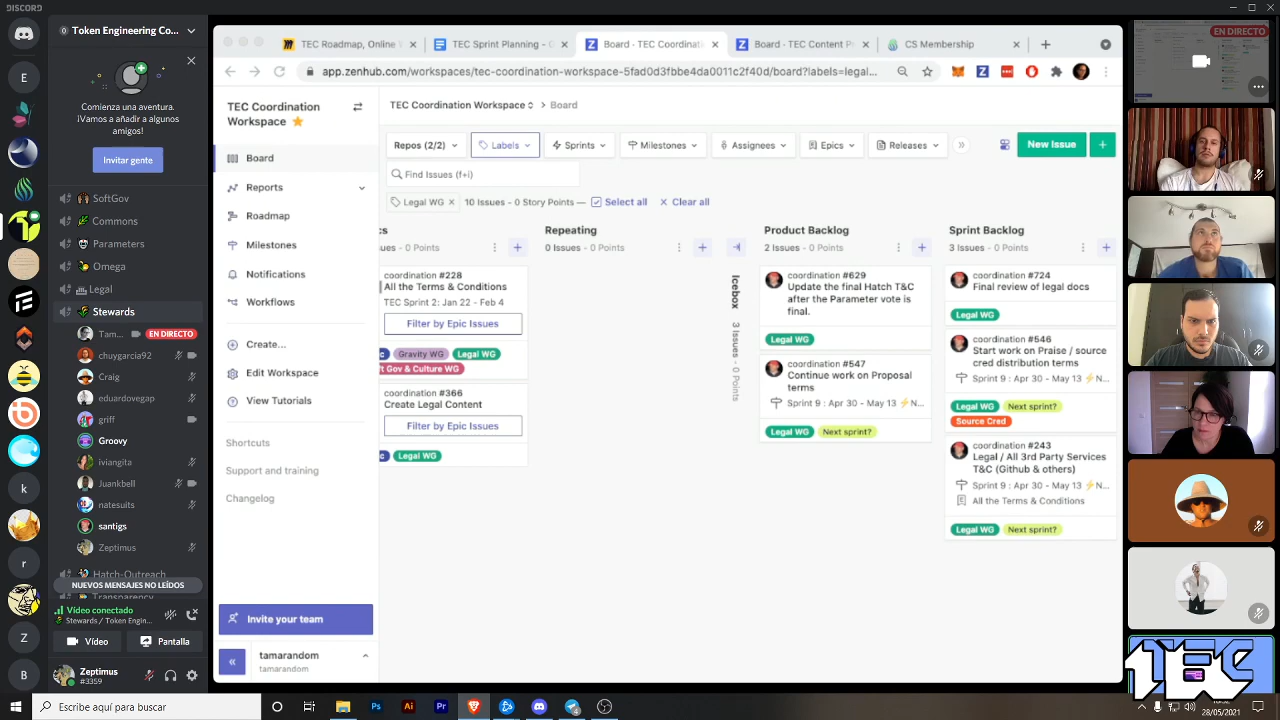 DISCORD
TEC Roadmap, Online
TEC Sprint Planning -
Board - TEC Coordinati
Board - TEC Content P
CS Membership
EN DIRECTO
app.zenhub.com/workspaces/tec-coordination-workspace-5fad0d3fbbe4da0011c2f40d/board?labels=legal...
una aventura.
¡Vamos a añadir a
algunos amigos!
Invitar gente
SoftGov
Commons
Parameters
Omega
Legal
Stewards
Tam...
EN DIRECTO
chuygarcia92
Craig
eduardovegap
griff
Groovy
iviangita
Juankbell
natesuits
santigs
Zeptimus
Hatch-Outreach
Transparency
NUEVOS MENSAJES NO LEÍDOS
Vídeo conectado
Stewards / Token Engin...
Vídeo
Pantalla
Zeptinus
#3359
k
r
Z
TEC Coordination
Workspace
Board
Reports
Roadmap
Milestones
Notifications
Workflows
Create...
Edit Workspace
View Tutorials
Shortcuts
Support and training
Changelog
Invite your team
tamarandom
tamarandom
TEC Coordination Workspace
Board
Repos (2/2)
Labels
Sprints
Milestones
Assignees
Epics
Releases
New Issue
Find Issues (f+i)
Legal WG
10 Issues - 0 Story Points —
Select all
Clear all
cs
ues - 0 Points
coordination #228
All the Terms & Conditions
TEC Sprint 2: Jan 22 - Feb 4
Filter by Epic Issues
c
Gravity WG
Legal WG
ft Gov & Culture WG
coordination #366
Create Legal Content
Filter by Epic Issues
c
Legal WG
Repeating
0 Issues - 0 Points
Icebox
3 Issues - 0 Points
Product Backlog
2 Issues - 0 Points
coordination #629
Update the final Hatch T&C
after the Parameter vote is
final.
Legal WG
coordination #547
Continue work on Proposal
terms
Sprint 9 : Apr 30 - May 13 ⚡N...
Legal WG
Next sprint?
Sprint Backlog
3 Issues - 0 Points
coordination #724
Final review of legal docs
Legal WG
coordination #546
Start work on Praise / source
cred distribution terms
Sprint 9 : Apr 30 - May 13 ⚡N...
Legal WG
Next sprint?
Source Cred
coordination #243
Legal / All 3rd Party Services
T&C (Github & others)
Sprint 9 : Apr 30 - May 13 ⚡N...
All the Terms & Conditions
Legal WG
Next sprint?
TEC
Escribe aquí para buscar
28/05/2021